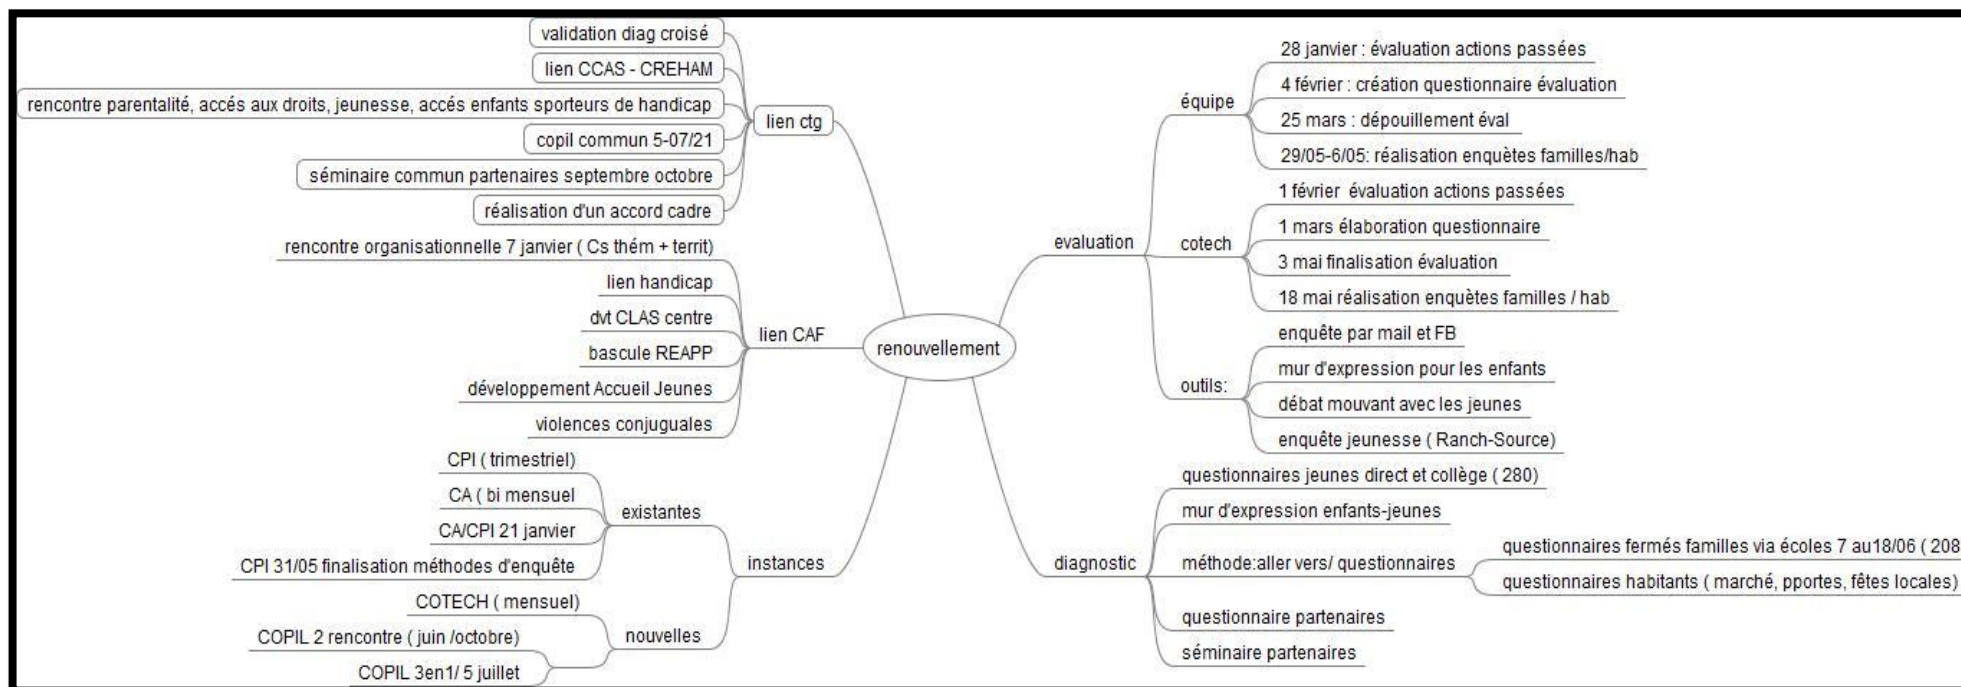 validation diag croisé
lien CCAS - CREHAM
rencontre parentalité, accés aux droits, jeunesse, accés enfants sporteurs de handicap
copil commun 5-07/21
séminaire commun partenaires septembre octobre
réalisation d'un accord cadre
lien ctg
rencontre organisationnelle 7 janvier ( Cs thém + territ)
lien handicap
dvt CLAS centre
bascule REAPP
développement Accueil Jeunes
violences conjuguales
lien CAF
CPI ( trimestriel)
CA ( bi mensuel
CA/CPI 21 janvier
CPI 31/05 finalisation méthodes d'enquête
existantes
COTECH ( mensuel)
COPIL 2 rencontre ( juin /octobre)
COPIL 3en1/ 5 juillet
nouvelles
instances
renouvellement
evaluation
équipe
28 janvier : évaluation actions passées
4 février : création questionnaire évaluation
25 mars : dépouillement éval
29/05-6/05: réalisation enquètes familles/hab
cotech
1 février évaluation actions passées
1 mars élaboration questionnaire
3 mai finalisation évaluation
18 mai réalisation enquètes familles / hab
outils:
enquête par mail et FB
mur d'expression pour les enfants
débat mouvant avec les jeunes
enquête jeunesse ( Ranch-Source)
diagnostic
questionnaires jeunes direct et collège ( 280)
mur d'expression enfants-jeunes
méthode:aller vers/ questionnaires
questionnaires fermés familles via écoles 7 au18/06 ( 208
questionnaires habitants ( marché, pportes, fêtes locales)
questionnaire partenaires
séminaire partenaires